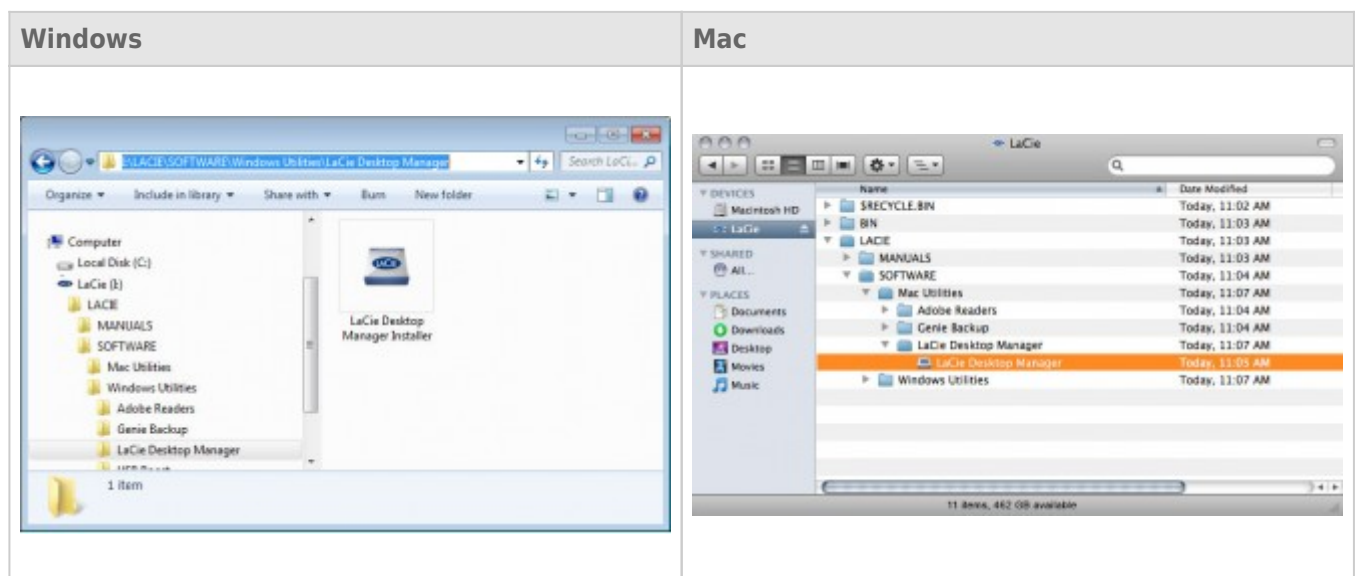 Windows
Mac
E:\LACIE\SOFTWARE\Windows Utilities\LaCie Desktop Manager
Search LaCi...
Organize
Include in library
Share with
Burn
New folder
Computer
Local Disk (C:)
LaCie (E:)
LACIE
MANUALS
SOFTWARE
Mac Utilities
Windows Utilities
Adobe Readers
Genie Backup
LaCie Desktop Manager
LaCie Desktop
Manager Installer
1 item
LaCie
Name
Date Modified
DEVICES
Macintosh HD
LaCie
SHARED
All...
PLACES
Documents
Downloads
Desktop
Movies
Music
$RECYCLE.BIN Today, 11:02 AM
BIN Today, 11:03 AM
LACIE Today, 11:03 AM
MANUALS Today, 11:03 AM
SOFTWARE Today, 11:04 AM
Mac Utilities Today, 11:07 AM
Adobe Readers Today, 11:04 AM
Genie Backup Today, 11:04 AM
LaCie Desktop Manager Today, 11:07 AM
LaCie Desktop Manager Today, 11:05 AM
Windows Utilities Today, 11:07 AM
11 items, 462 GB available